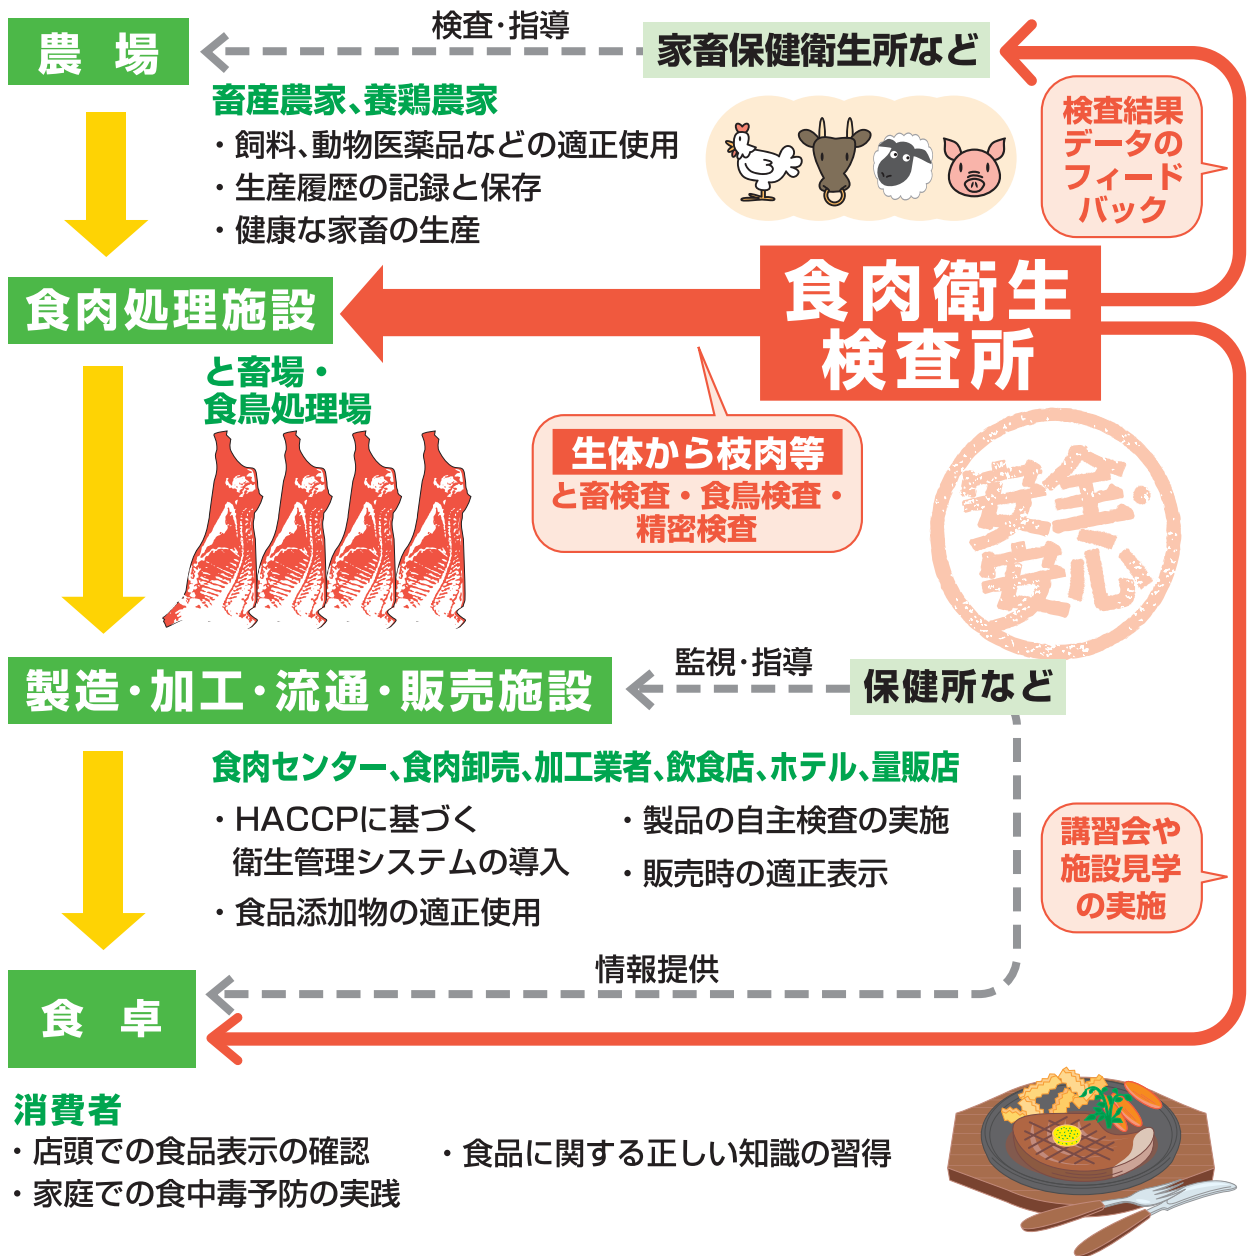 農場
検査・指導
家畜保健衛生所など
畜産農家、養鶏農家
・飼料、動物医薬品などの適正使用
・生産履歴の記録と保存
・健康な家畜の生産
検査結果
データの
フィード
バック
食肉処理施設
食肉衛生
検査所
と畜場・
食鳥処理場
生体から枝肉等
と畜検査・食鳥検査・
精密検査
安全・
安心
製造・加工・流通・販売施設
監視・指導
保健所など
食肉センター、食肉卸売、加工業者、飲食店、ホテル、量販店
・HACCPに基づく
衛生管理システムの導入
・食品添加物の適正使用
・製品の自主検査の実施
・販売時の適正表示
講習会や
施設見学
の実施
情報提供
食卓
消費者
・店頭での食品表示の確認
・家庭での食中毒予防の実践
・食品に関する正しい知識の習得